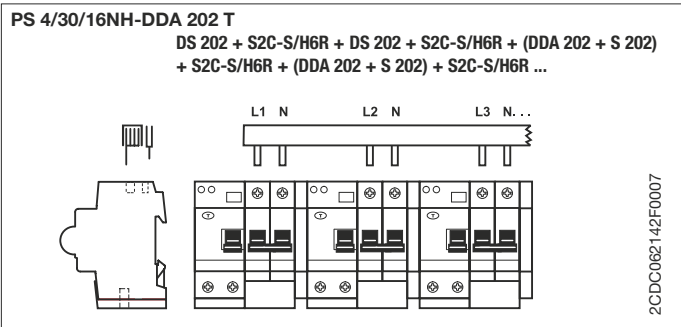 PS 4/30/16NH-DDA 202 T
DS 202 + S2C-S/H6R + DS 202 + S2C-S/H6R + (DDA 202 + S 202)
+ S2C-S/H6R + (DDA 202 + S 202) + S2C-S/H6R ...
L1 N L2 N L3 N...
T T T
2CDC062142F0007